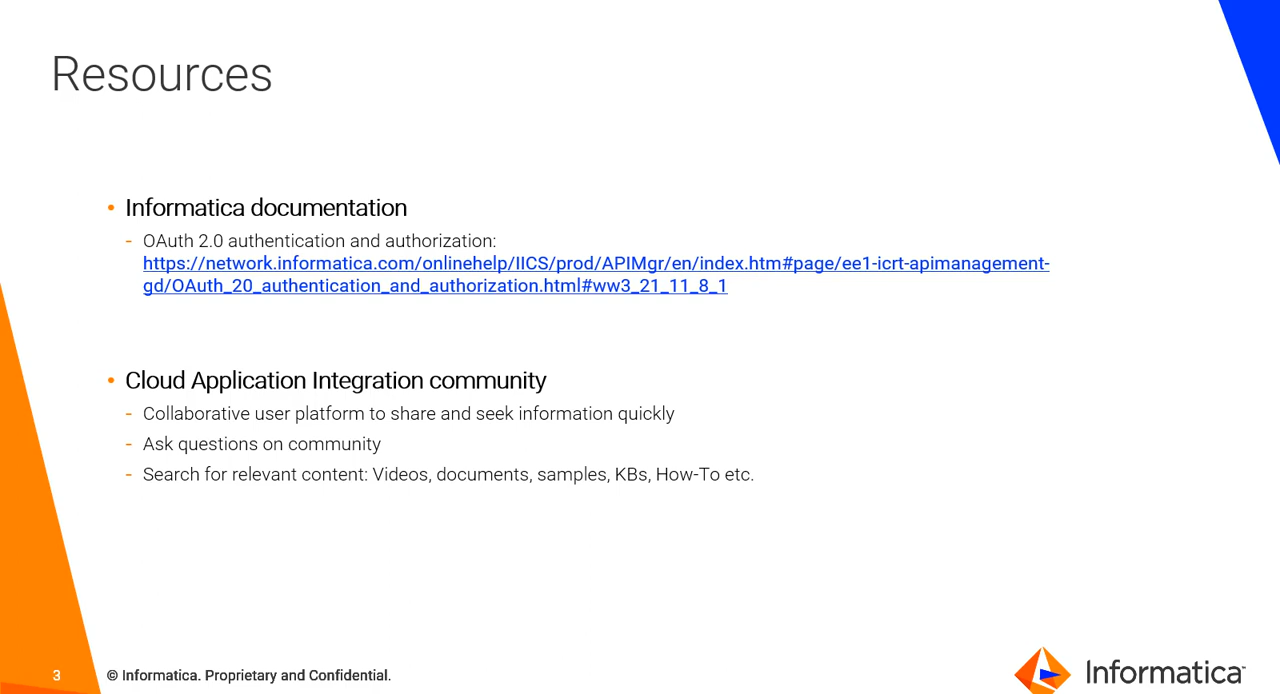 Resources
• Informatica documentation
- OAuth 2.0 authentication and authorization:
https://network.informatica.com/onlinehelp/IICS/prod/APIMgr/en/index.htm#page/ee1-icrt-apimanagement-
gd/OAuth_20_authentication_and_authorization.html#ww3_21_11_8_1
• Cloud Application Integration community
- Collaborative user platform to share and seek information quickly
- Ask questions on community
- Search for relevant content: Videos, documents, samples, KBs, How-To etc.
3
© Informatica. Proprietary and Confidential.
Informatica™